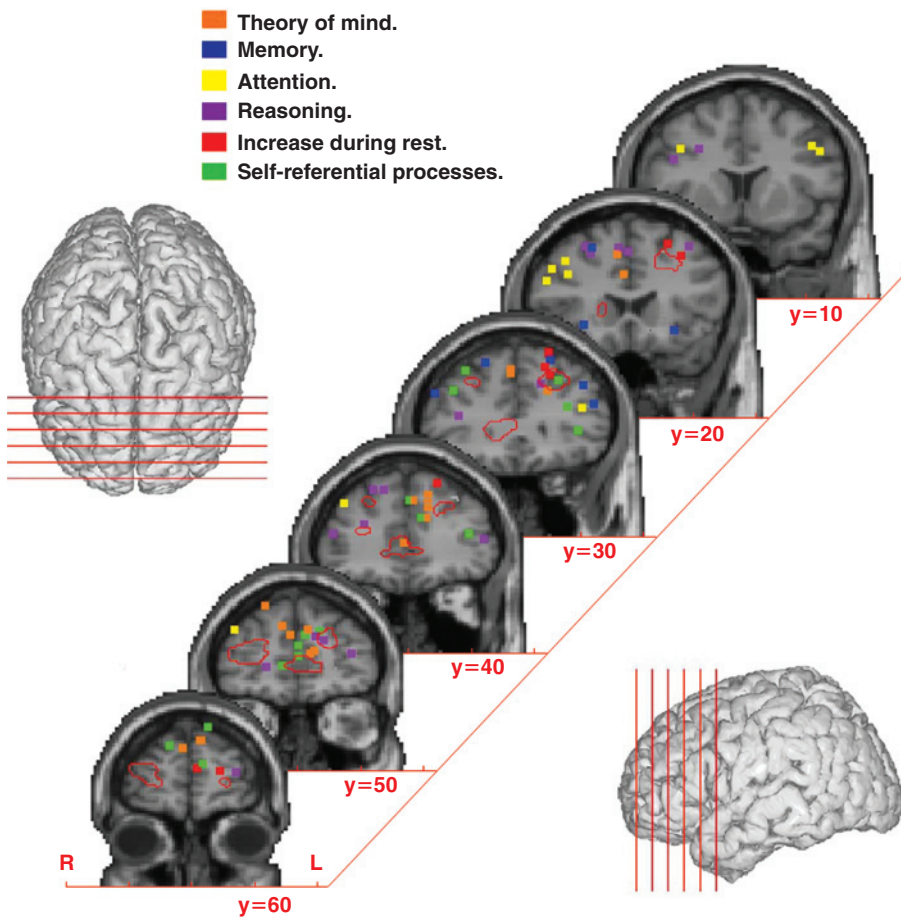 Theory of mind.
Memory.
Attention.
Reasoning.
Increase during rest.
Self-referential processes.
y=10
y=20
y=30
y=40
y=50
R L
y=60